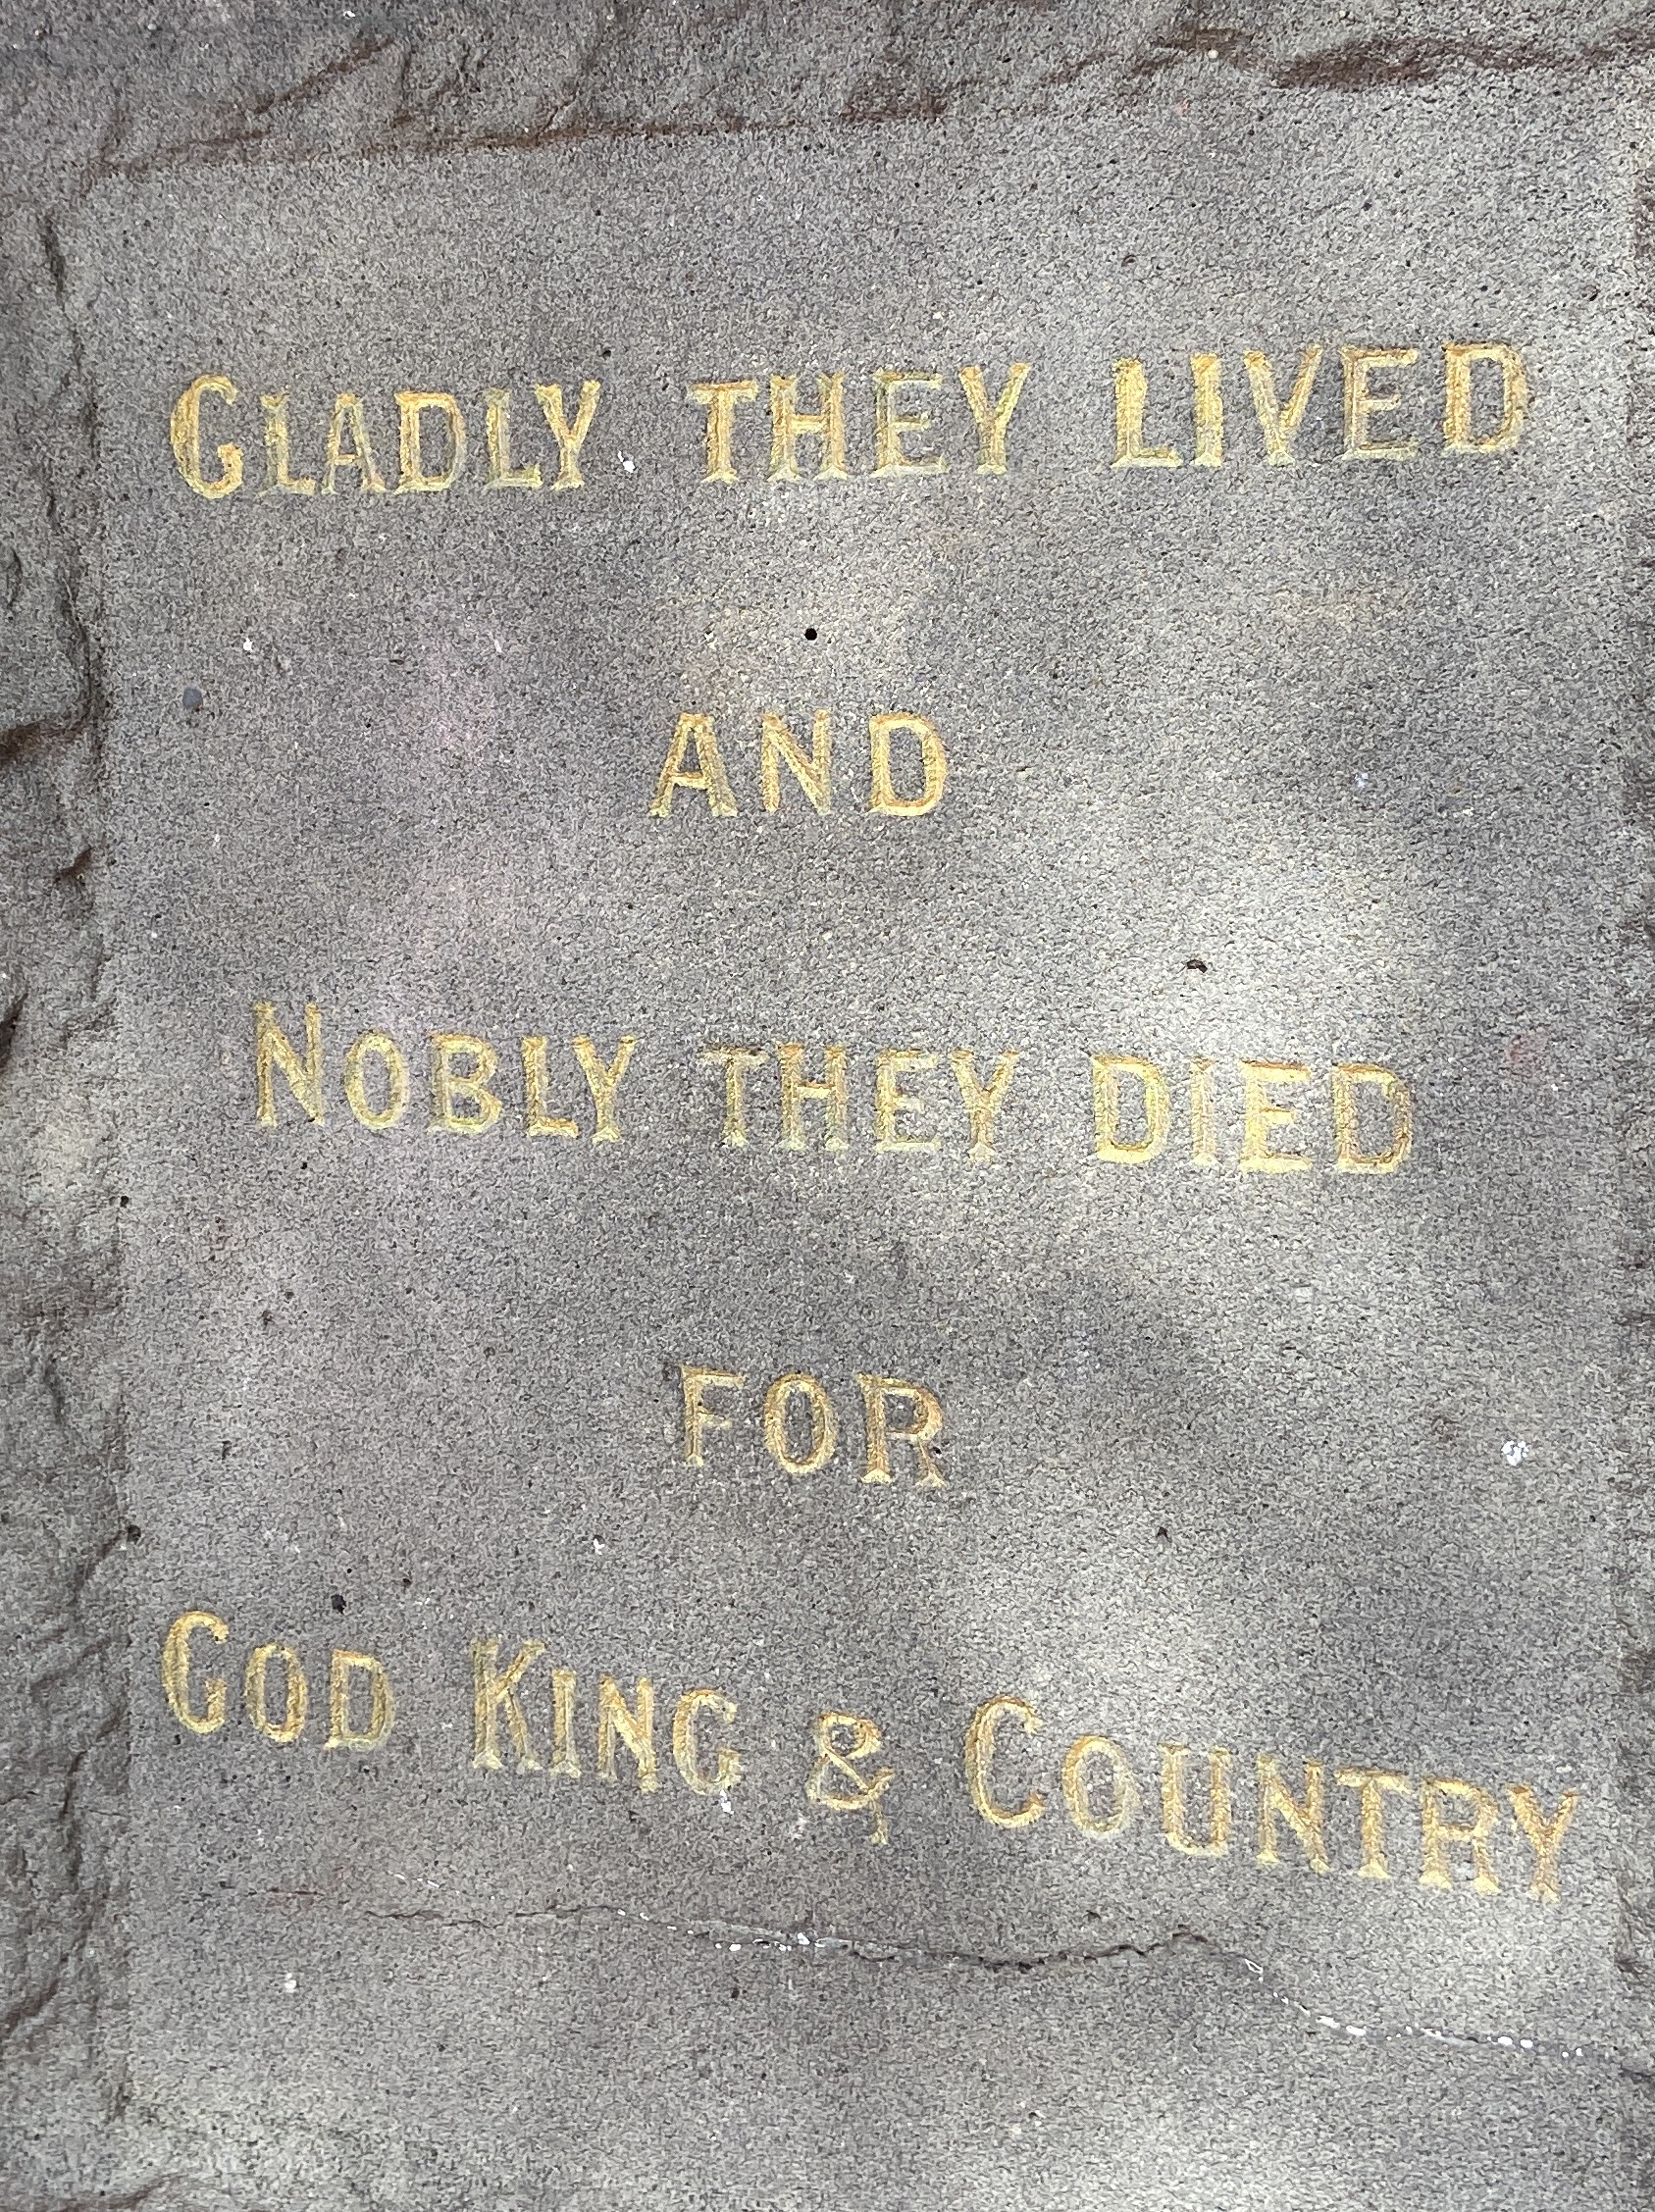 GLADLY THEY LIVED
AND
NOBLY THEY DIED
FOR
GOD KING & COUNTRY